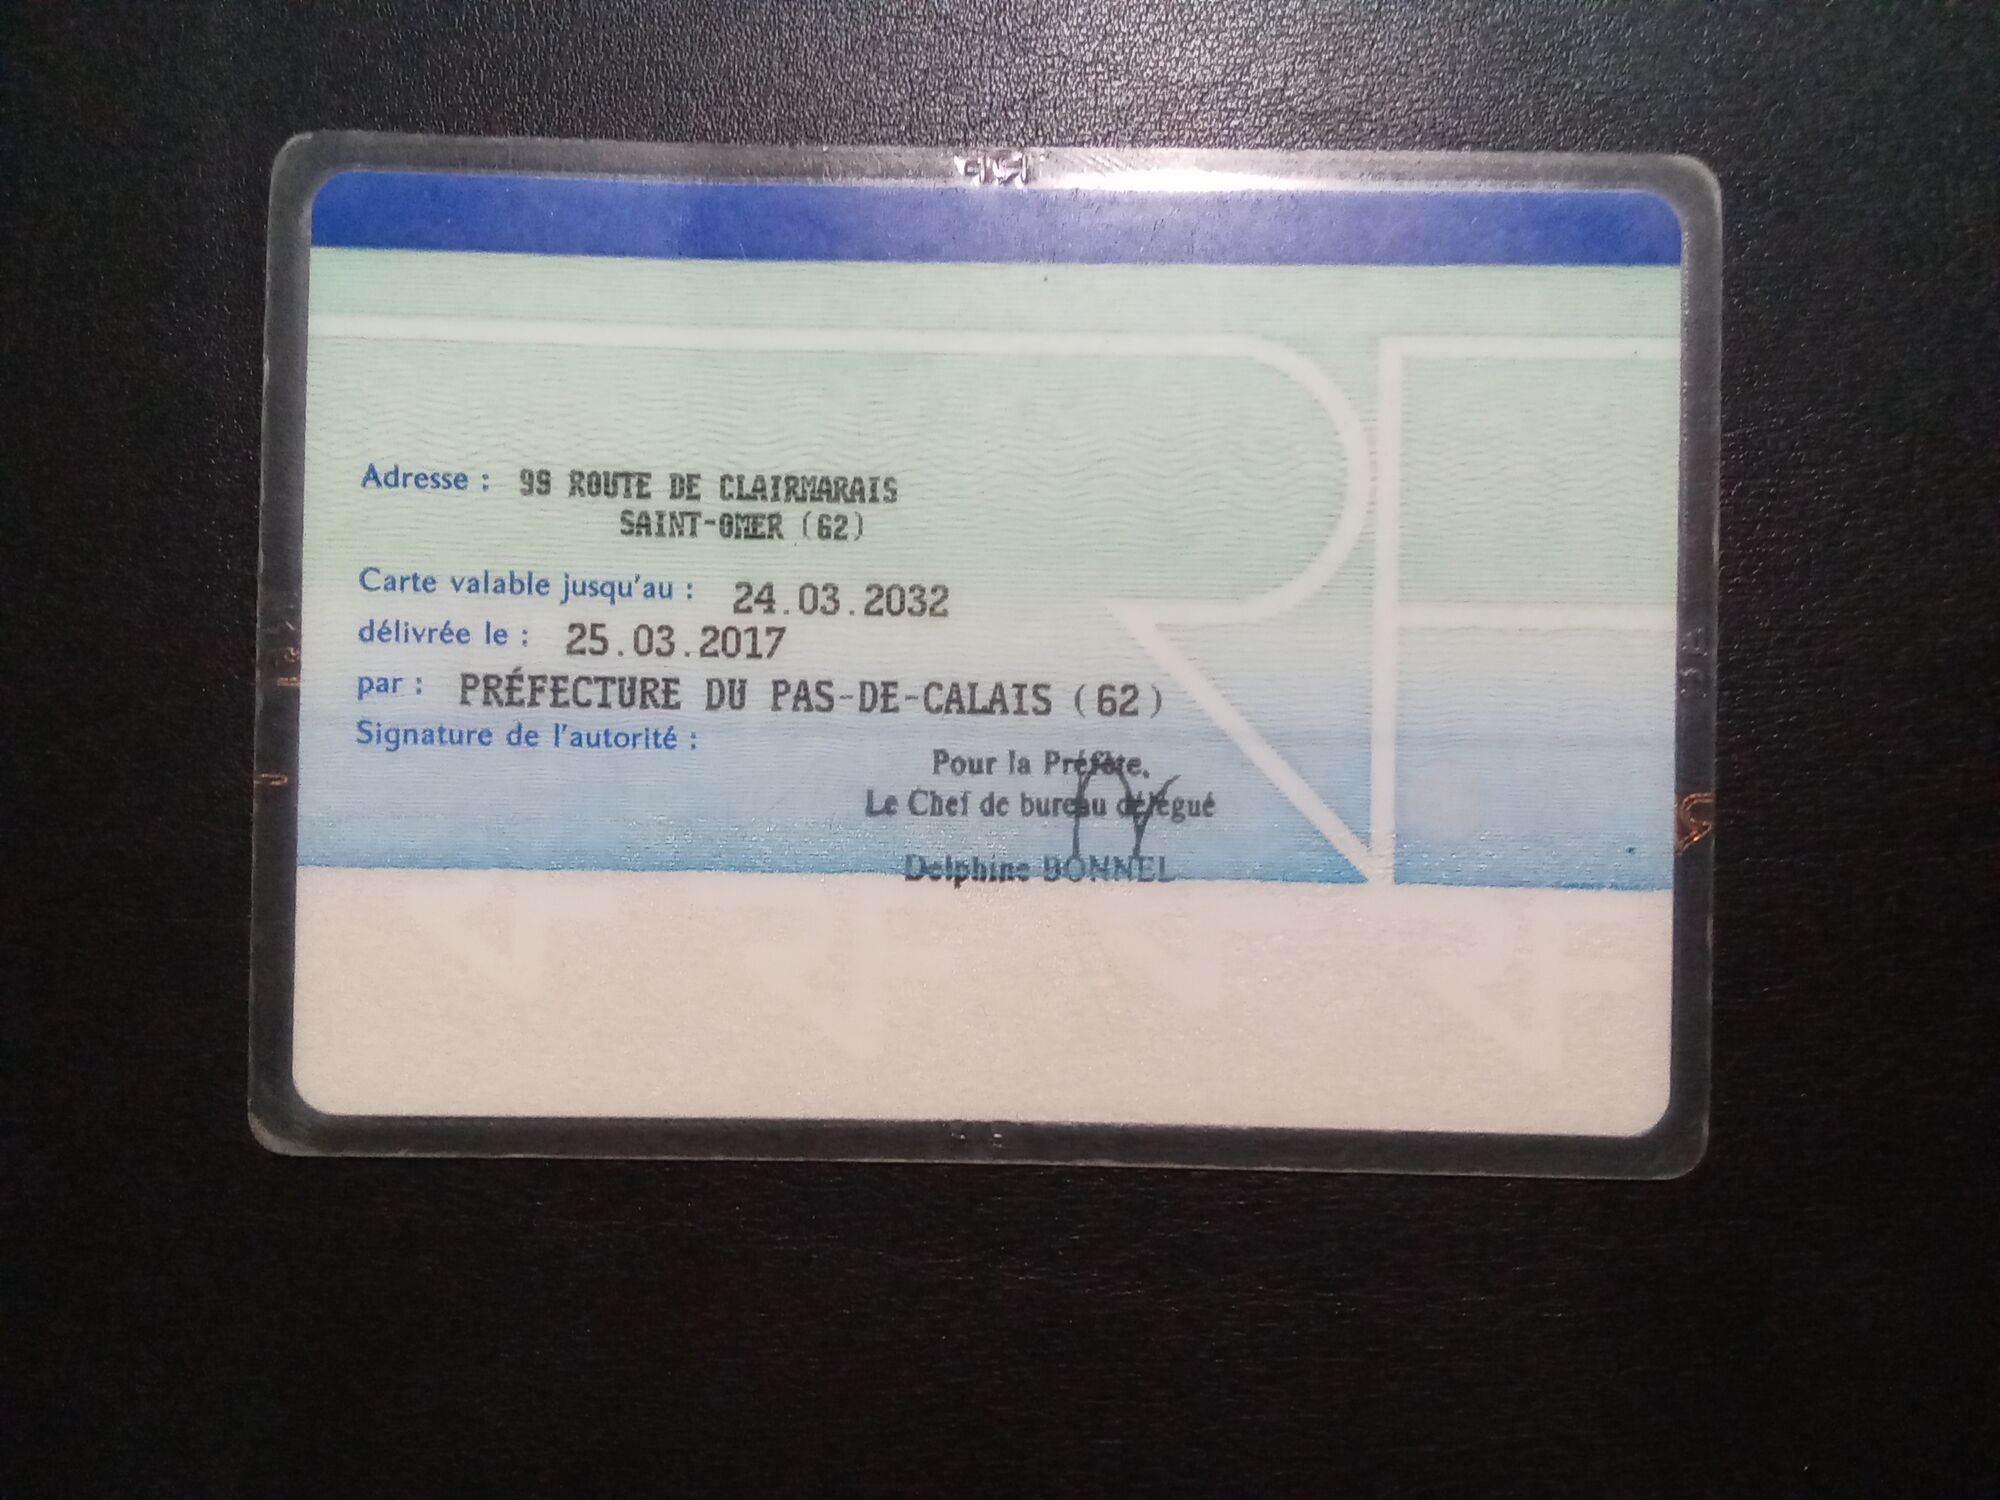 Adresse : 99 ROUTE DE CLAIRMARAIS
SAINT-OMER (62)
Carte valable jusqu'au : 24.03.2032
délivrée le : 25.03.2017
par : PRÉFECTURE DU PAS-DE-CALAIS (62)
Signature de l'autorité :
Pour la Préfète,
Le Chef de bureau délégué
Delphine BONNEL
RF